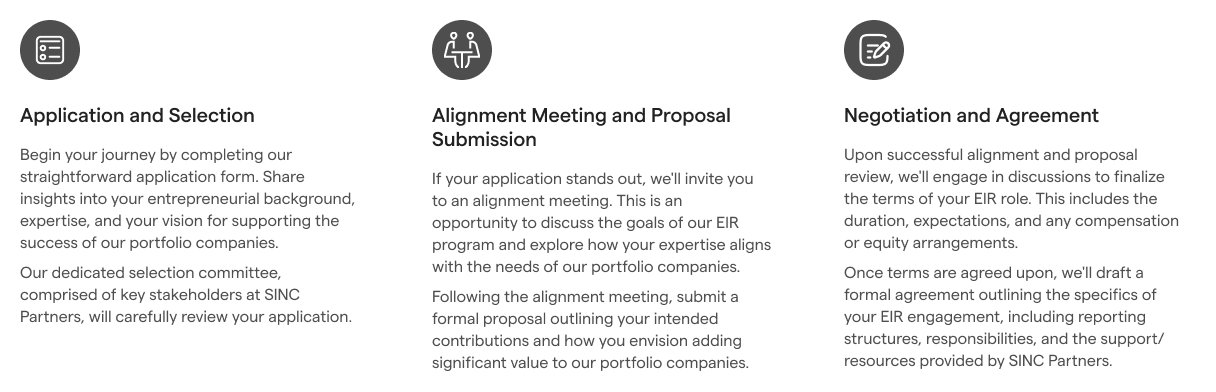 Application and Selection
Begin your journey by completing our
straightforward application form. Share
insights into your entrepreneurial background,
expertise, and your vision for supporting the
success of our portfolio companies.
Our dedicated selection committee,
comprised of key stakeholders at SINC
Partners, will carefully review your application.
Alignment Meeting and Proposal
Submission
If your application stands out, we'll invite you
to an alignment meeting. This is an
opportunity to discuss the goals of our EIR
program and explore how your expertise aligns
with the needs of our portfolio companies.
Following the alignment meeting, submit a
formal proposal outlining your intended
contributions and how you envision adding
significant value to our portfolio companies.
Negotiation and Agreement
Upon successful alignment and proposal
review, we'll engage in discussions to finalize
the terms of your EIR role. This includes the
duration, expectations, and any compensation
or equity arrangements.
Once terms are agreed upon, we'll draft a
formal agreement outlining the specifics of
your EIR engagement, including reporting
structures, responsibilities, and the support/
resources provided by SINC Partners.